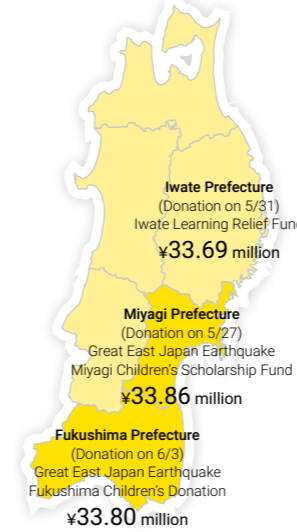 Iwate Prefecture
(Donation on 5/31)
Iwate Learning Relief Fun
¥33.69 million
Miyagi Prefecture
(Donation on 5/27)
Great East Japan Earthquake
Miyagi Children's Scholarship Fund
¥33.86 million
Fukushima Prefecture
(Donation on 6/3)
Great East Japan Earthquake
Fukushima Children's Donation
¥33.80 million